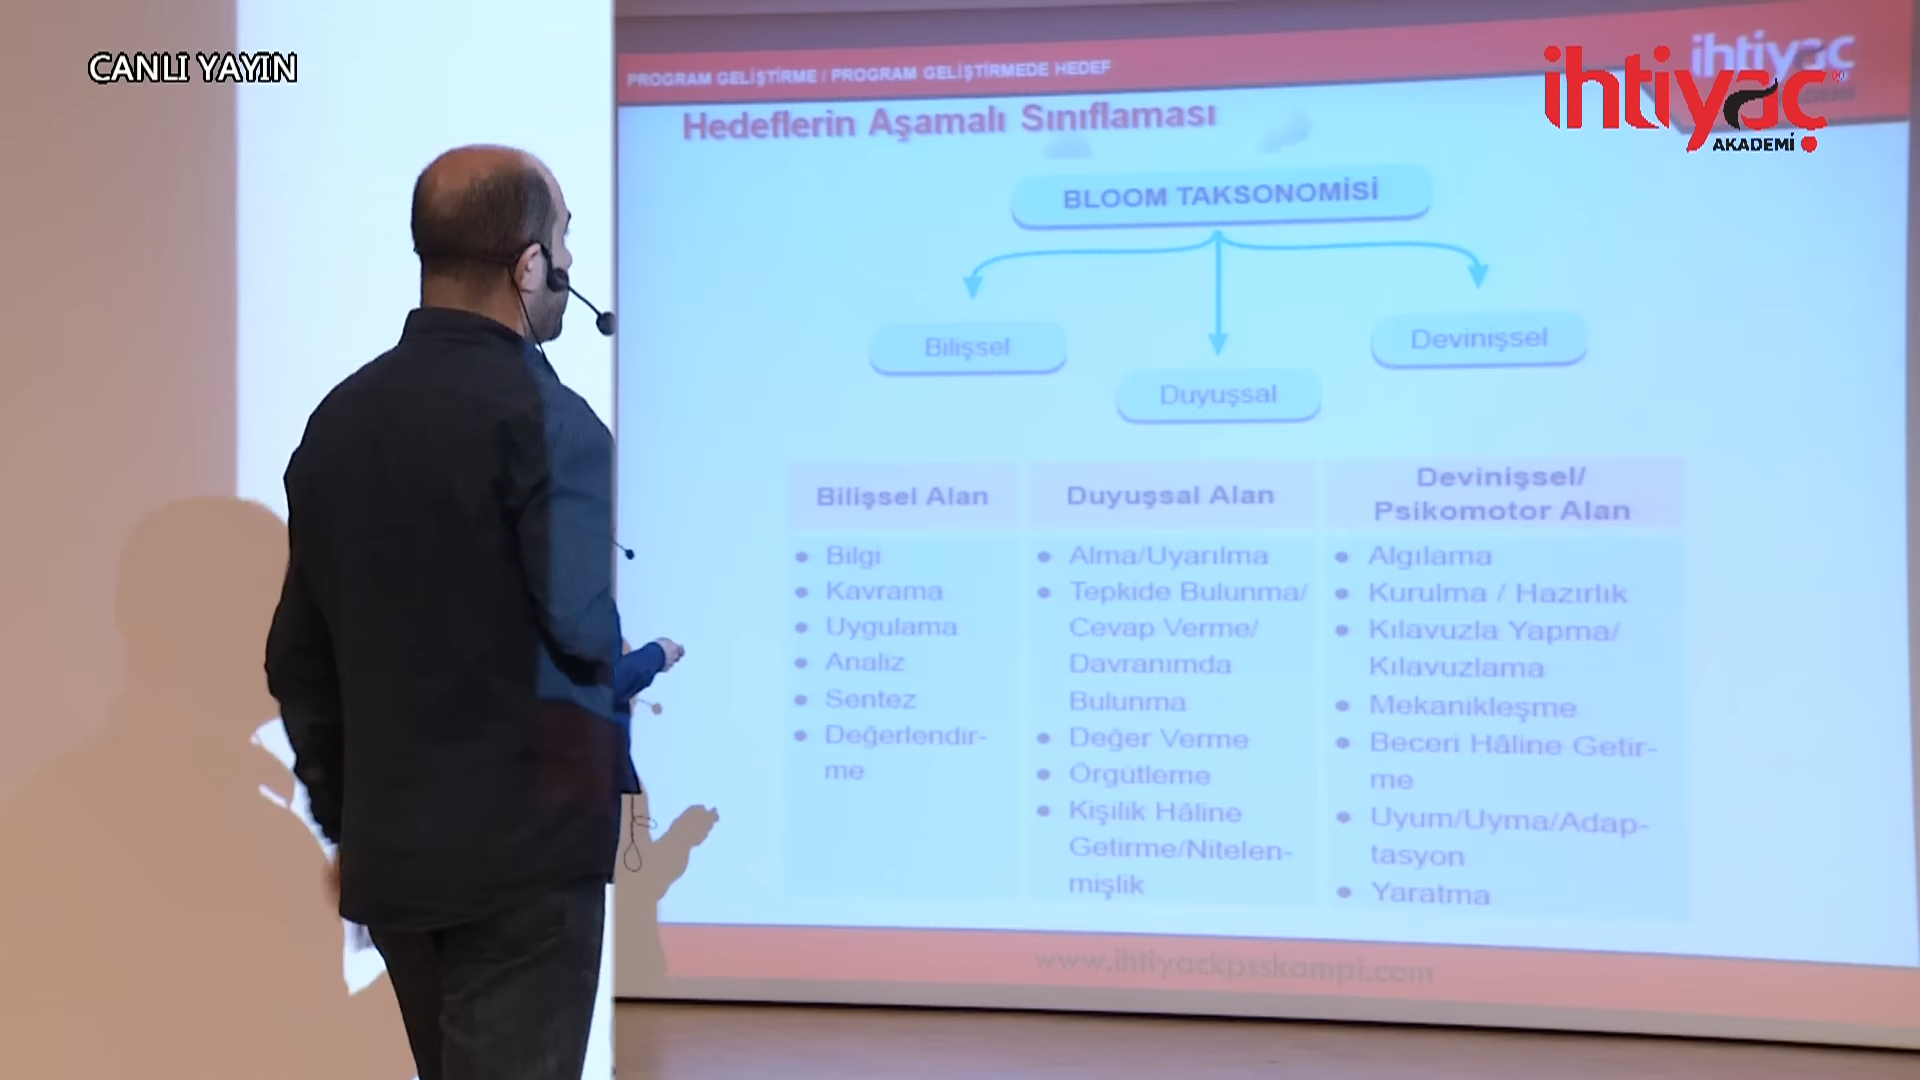 CANLI YAYIN
PROGRAM GELİŞTİRME / PROGRAM GELİŞTİRMEDE HEDEF
ihtiyaç
ihtiyaç
AKADEMİ
Hedeflerin Aşamalı Sınıflaması
BLOOM TAKSONOMİSİ
Bilişsel
Devinişsel
Duyuşsal
Bilişsel Alan
Bilgi
Kavrama
Uygulama
Analiz
Sentez
Değerlendir-
me
Duyuşsal Alan
Alma/Uyarılma
Tepkide Bulunma/
Cevap Verme/
Davranımda
Bulunma
Değer Verme
Örgütleme
Kişilik Hâline
Getirme/Nitelen-
mişlik
Devinişsel/
Psikomotor Alan
Algılama
Kurulma / Hazırlık
Kılavuzla Yapma/
Kılavuzlama
Mekanikleşme
Beceri Hâline Getir-
me
Uyum/Uyma/Adap-
tasyon
Yaratma
www.ihtiyackpsskampi.com